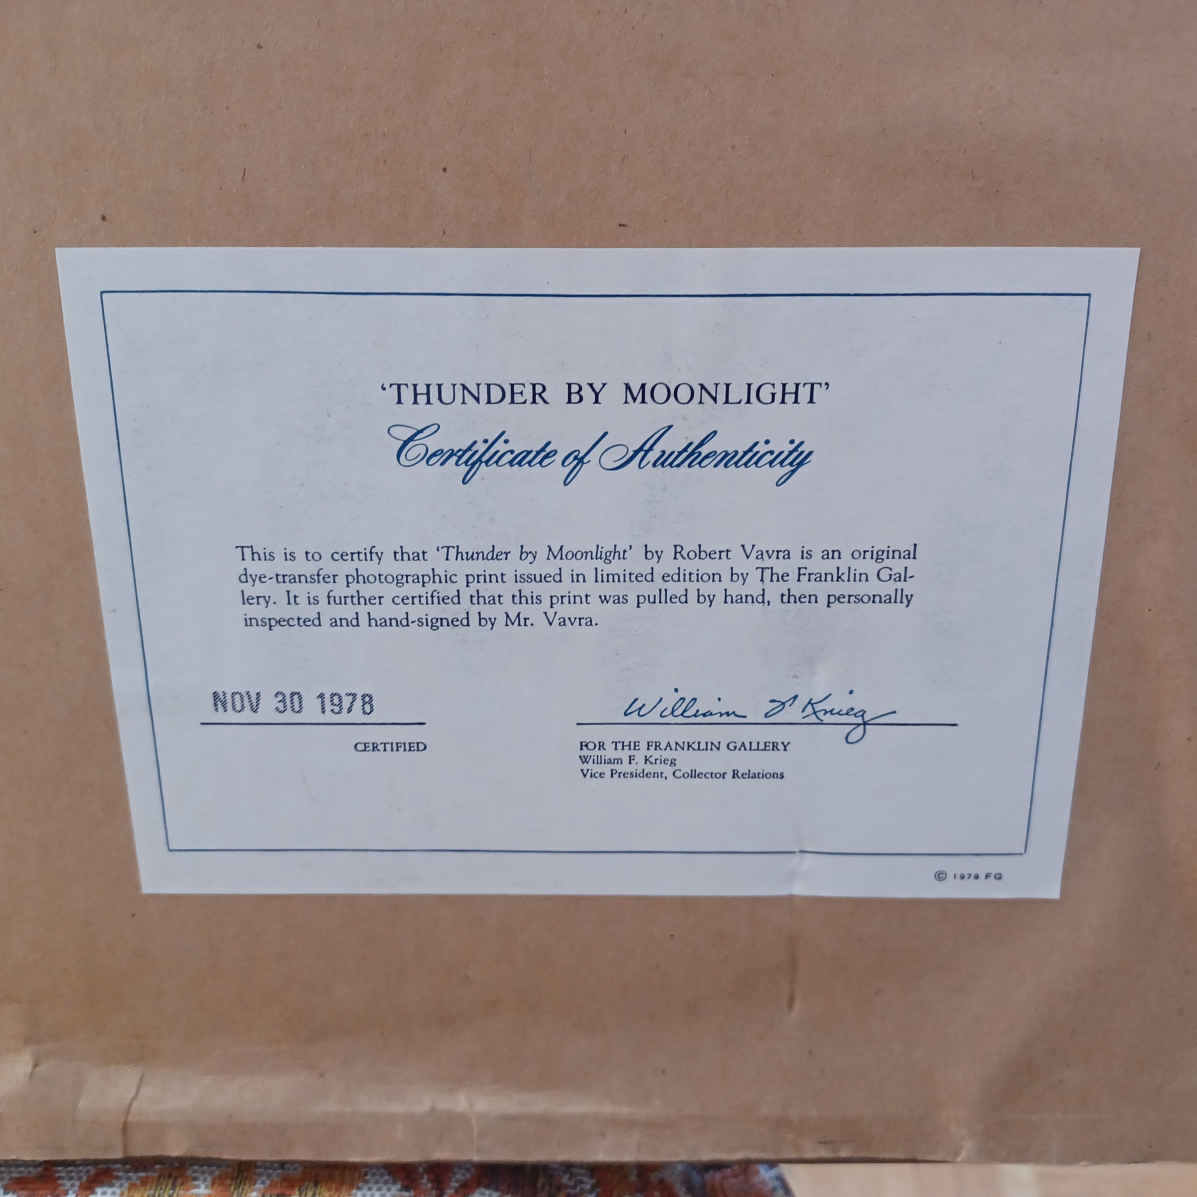 ‘THUNDER BY MOONLIGHT’
Certificate of Authenticity
This is to certify that ‘Thunder by Moonlight’ by Robert Vavra is an original
dye-transfer photographic print issued in limited edition by The Franklin Gal-
lery. It is further certified that this print was pulled by hand, then personally
inspected and hand-signed by Mr. Vavra.
NOV 30 1978
CERTIFIED
William F Krieg
FOR THE FRANKLIN GALLERY
William F. Krieg
Vice President, Collector Relations
© 1978 FG